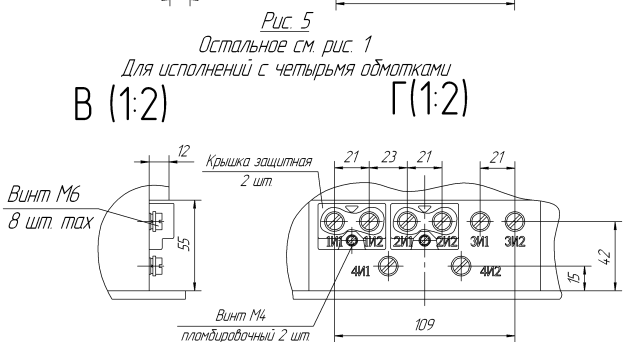 Рис. 5
Остальное см. рис. 1
Для исполнений с четырьмя обмотками
В (1:2)
Г(1:2)
12
Крышка защитная
2 шт.
21
23
21
21
Винт М6
8 шт. max
55
1И1
1И2
2И1
2И2
3И1
3И2
42
4И1
4И2
15
Винт М4
пломбировочный 2 шт.
109